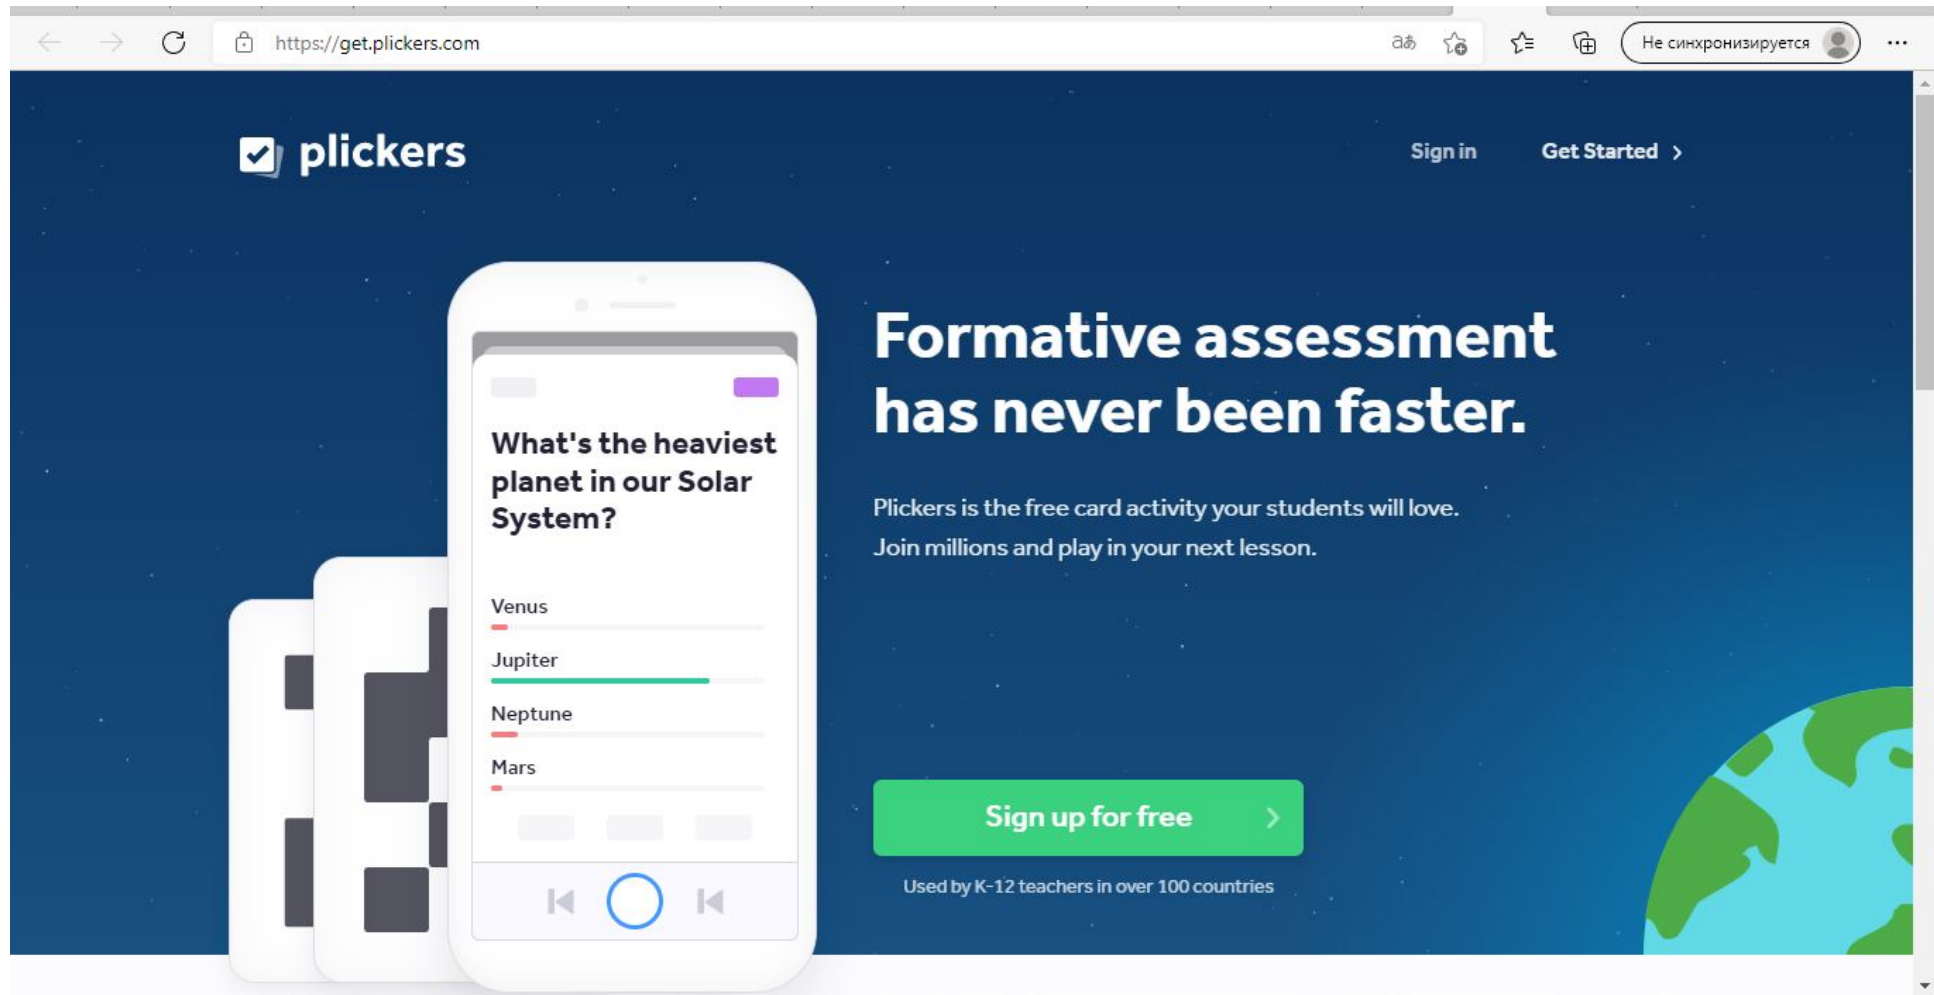 https://get.plickers.com
aあ
Не синхронизируется
plickers
Sign in
Get Started
Formative assessment
has never been faster.
Plickers is the free card activity your students will love.
Join millions and play in your next lesson.
What's the heaviest
planet in our Solar
System?
Venus
Jupiter
Neptune
Mars
Sign up for free
Used by K-12 teachers in over 100 countries